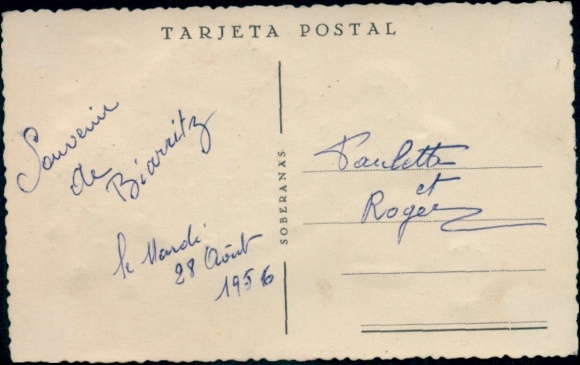 TARJETA POSTAL
Souvenir
de
Biarritz
le Mardi
28 Août
1956
SOBERANAS
Paulette
et
Roger